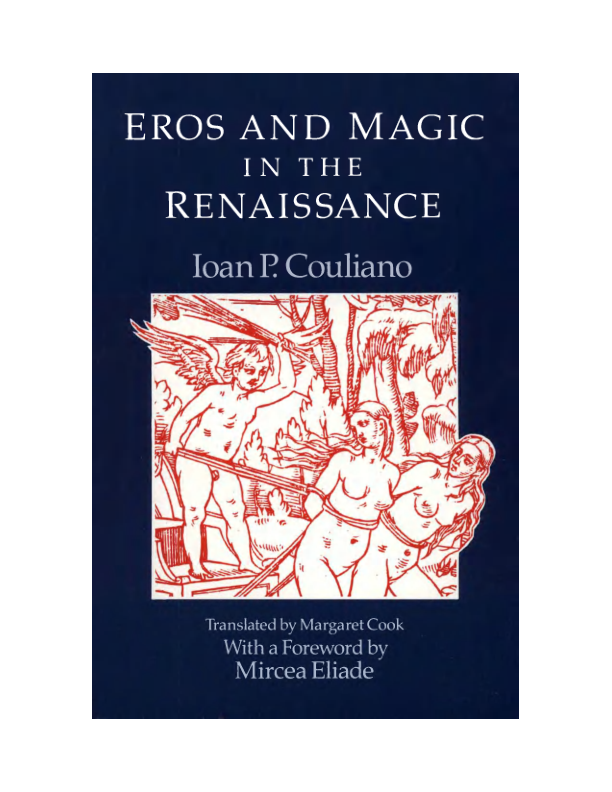 EROS AND MAGIC
IN THE
RENAISSANCE
Ioan P. Couliano
Translated by Margaret Cook
With a Foreword by
Mircea Eliade